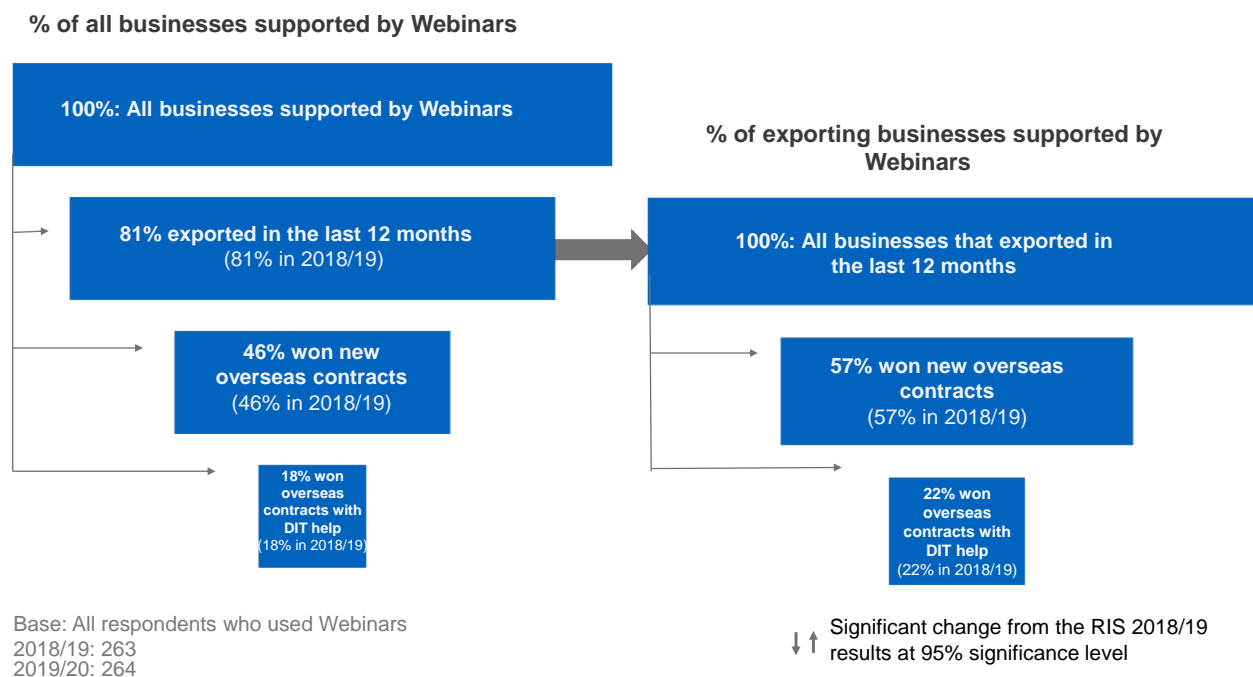 % of all businesses supported by Webinars
100%: All businesses supported by Webinars
81% exported in the last 12 months
(81% in 2018/19)
46% won new
overseas contracts
(46% in 2018/19)
18% won
overseas
contracts with
DIT help
(18% in 2018/19)
% of exporting businesses supported by
Webinars
100%: All businesses that exported in
the last 12 months
57% won new overseas
contracts
(57% in 2018/19)
22% won
overseas
contracts with
DIT help
(22% in 2018/19)
Base: All respondents who used Webinars
2018/19: 263
2019/20: 264
Significant change from the RIS 2018/19
results at 95% significance level